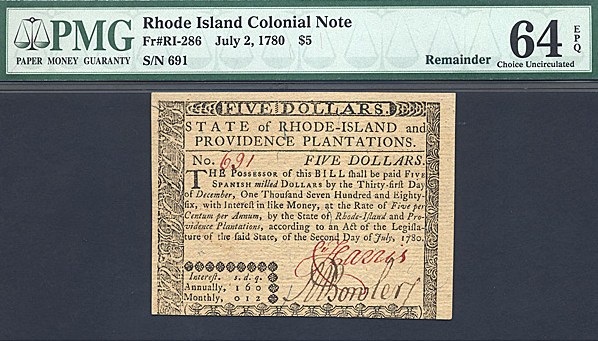 PMG
PAPER MONEY GUARANTY
Rhode Island Colonial Note
Fr#RI-286 July 2, 1780 $5
S/N 691
Remainder
64
EPQ
Choice Uncirculated
FIVE DOLLARS.
STATE of RHODE-ISLAND and
PROVIDENCE PLANTATIONS.
No. 691 FIVE DOLLARS.
THE POSSESSOR of this BILL shall be paid FIVE
SPANISH milled DOLLARS by the Thirty-first Day
of December, One Thousand Seven Hundred and Eighty-
six, with Interest in like Money, at the Rate of Five per
Centum per Annum, by the State of Rhode-Island and Pro-
vidence Plantations, according to an Act of the Legisla-
ture of the said State, of the Second Day of July, 1780.
Harris
Bowler
Interest. s. d. q.
Annually, 1 6 0
Monthly, 0 1 2